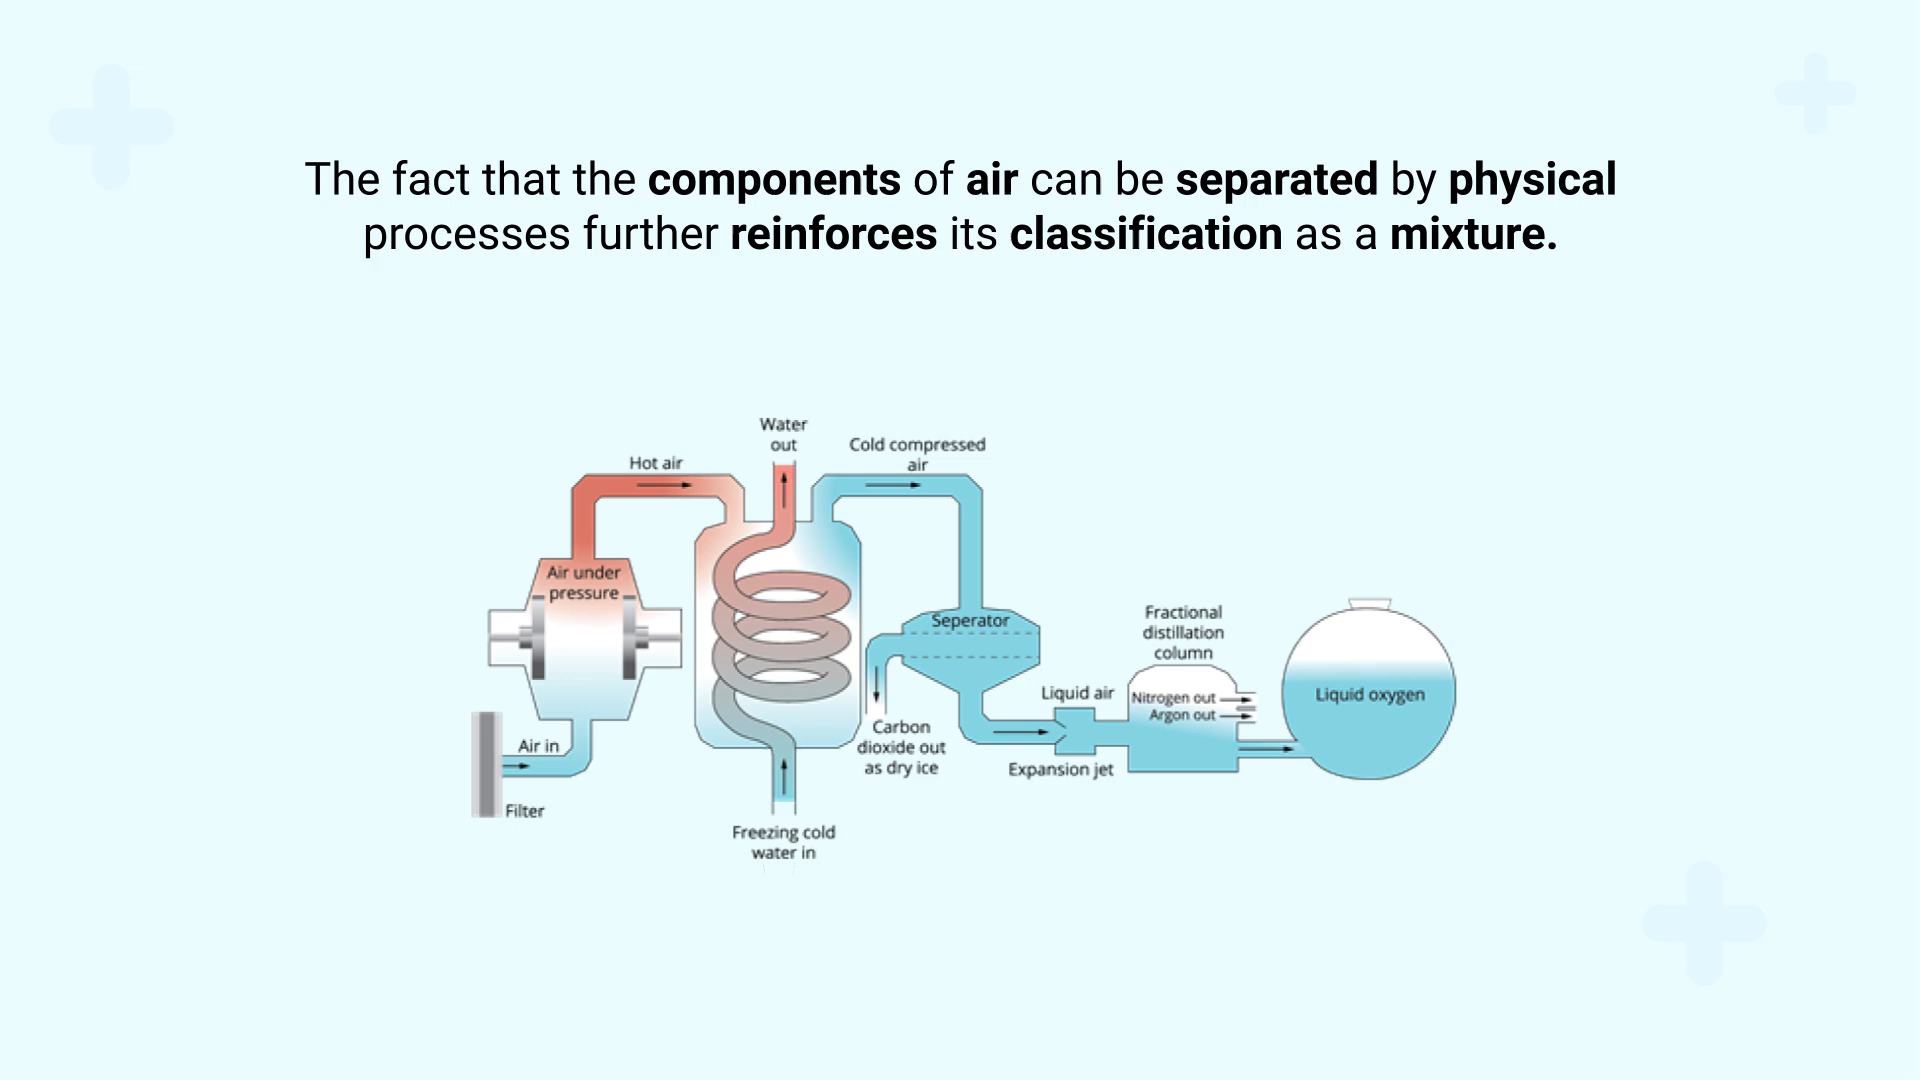 The fact that the components of air can be separated by physical
processes further reinforces its classification as a mixture.
Water
out
Cold compressed
air
Hot air
Air under
pressure
Seperator
Fractional
distillation
column
Liquid air
Nitrogen out
Argon out
Liquid oxygen
Carbon
dioxide out
as dry ice
Air in
Expansion jet
Filter
Freezing cold
water in